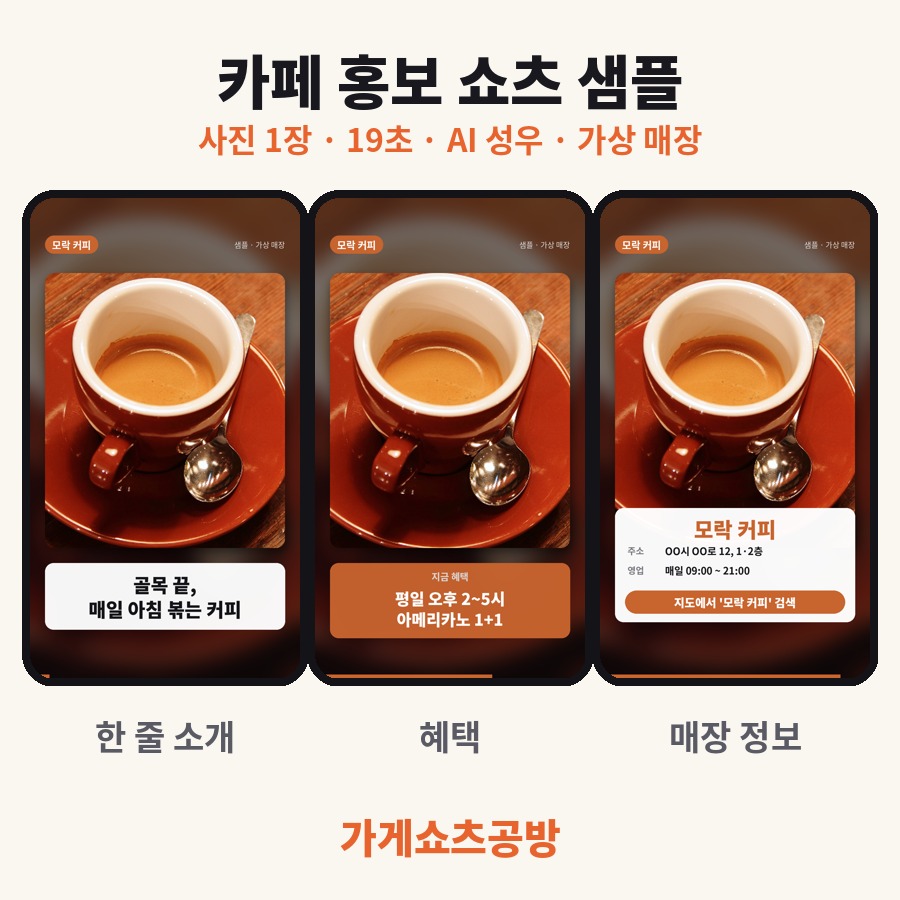 카페 홍보 쇼츠 샘플
사진 1장 · 19초 · AI 성우 · 가상 매장
모락 커피
샘플 · 가상 매장
골목 끝,
매일 아침 볶는 커피
모락 커피
샘플 · 가상 매장
지금 혜택
평일 오후 2~5시
아메리카노 1+1
모락 커피
샘플 · 가상 매장
모락 커피
주소 OO시 OO로 12, 1·2층
영업 매일 09:00 ~ 21:00
지도에서 '모락 커피' 검색
한 줄 소개
혜택
매장 정보
가게쇼츠공방